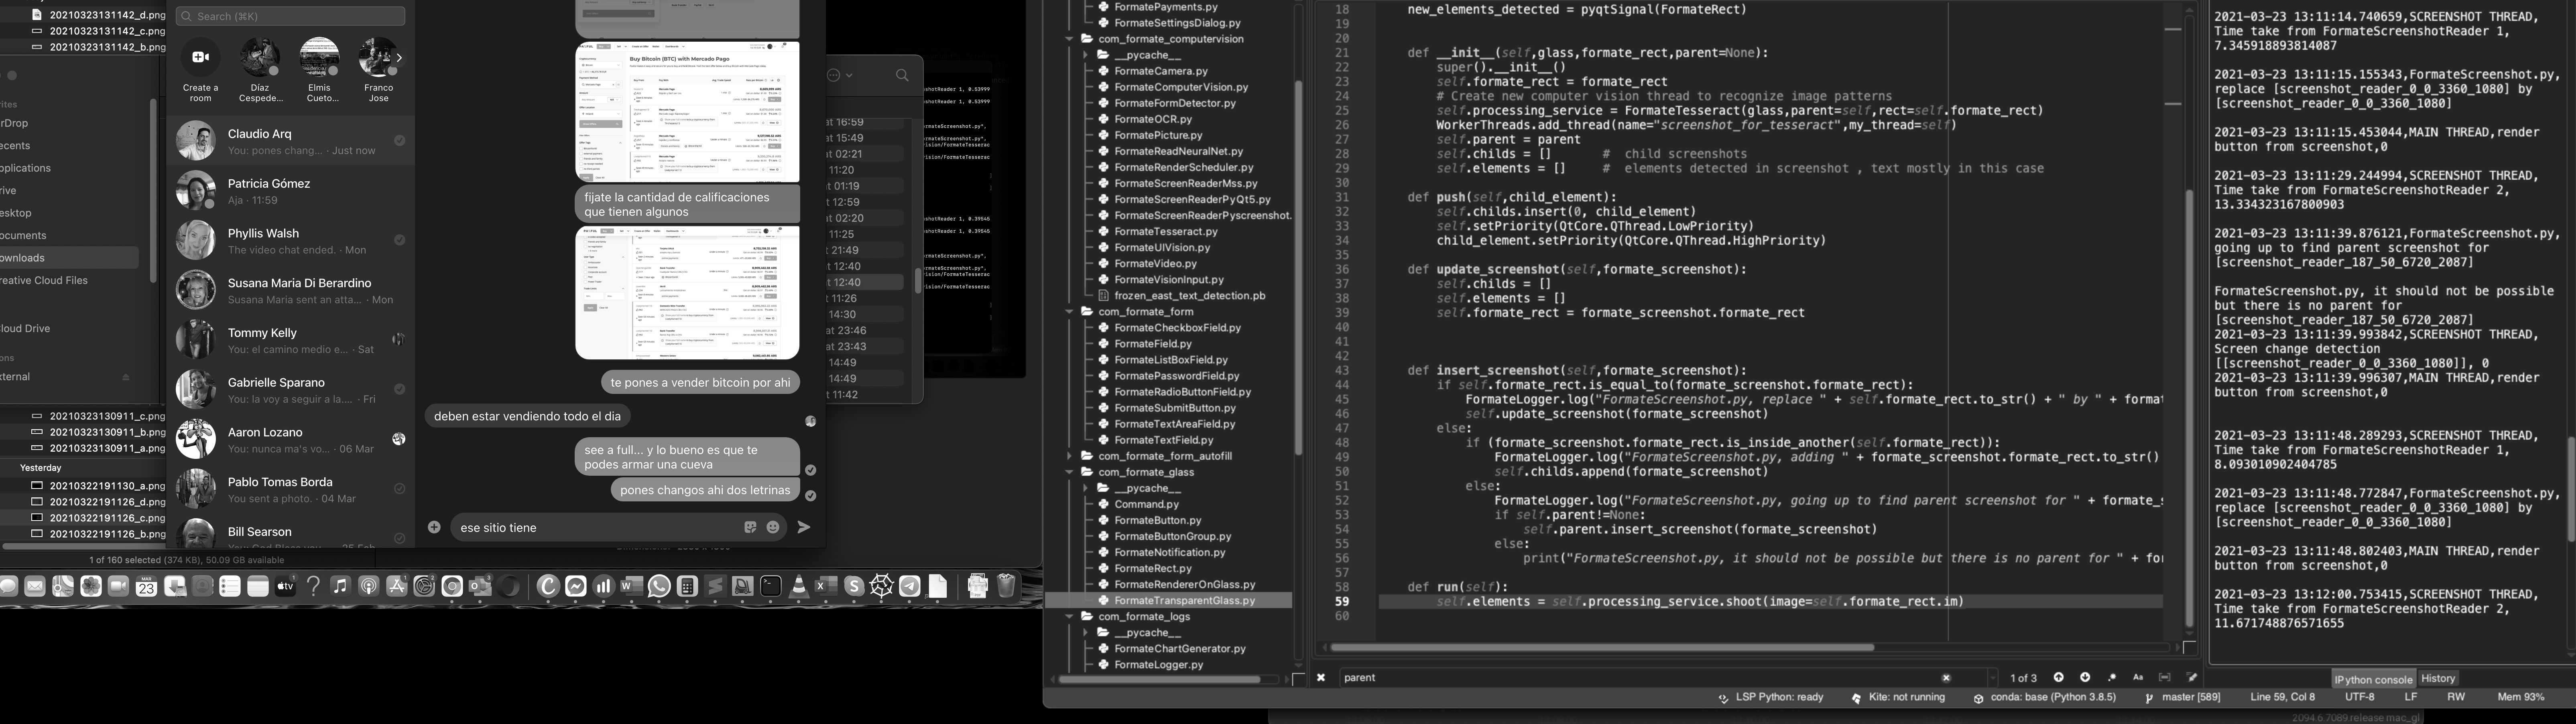 20210323131142_d.png
20210323131142_c.png
20210323131142_b.png
rites
rDrop
ecents
pplications
rive
esktop
ocuments
ownloads
reative Cloud Files
loud Drive
ons
xternal
20210323130911_c.png
20210323130911_b.png
20210323130911_a.png
Yesterday
20210322191130_a.png
20210322191126_d.png
20210322191126_c.png
20210322191126_b.png
1 of 160 selected (374 KB), 50.09 GB available
Search (⌘K)
Create a room
Díaz Cespede...
Elmis Cueto...
Franco Jose
Claudio Arq
You: pones chang... · Just now
Patricia Gómez
Aja · 11:59
Phyllis Walsh
The video chat ended. · Mon
Susana Maria Di Berardino
Susana Maria sent an atta... · Mon
Tommy Kelly
You: el camino medio e... · Sat
Gabrielle Sparano
You: la voy a seguir a la.... · Fri
Aaron Lozano
You: nunca ma's vo... · 06 Mar
Pablo Tomas Borda
You sent a photo. · 04 Mar
Bill Searson
Buy Bitcoin (BTC) with Mercado Pago
fijate la cantidad de calificaciones
que tienen algunos
te pones a vender bitcoin por ahi
deben estar vendiendo todo el dia
see a full... y lo bueno es que te
podes armar una cueva
pones changos ahi dos letrinas
ese sitio tiene
at 16:59
at 15:49
at 02:21
11:20
at 01:19
12:59
at 02:20
11:25
at 21:49
12:40
12:40
11:26
14:30
at 23:46
at 23:43
14:49
14:49
11:42
MAR
23
tv
FormatePayments.py
FormateSettingsDialog.py
com_formate_computervision
__pycache__
FormateCamera.py
FormateComputerVision.py
FormateFormDetector.py
FormateOCR.py
FormatePicture.py
FormateReadNeuralNet.py
FormateRenderScheduler.py
FormateScreenReaderMss.py
FormateScreenReaderPyQt5.py
FormateScreenReaderPyscreenshot.
FormateTesseract.py
FormateUIVision.py
FormateVideo.py
FormateVisionInput.py
frozen_east_text_detection.pb
com_formate_form
FormateCheckboxField.py
FormateField.py
FormateListBoxField.py
FormatePasswordField.py
FormateRadioButtonField.py
FormateSubmitButton.py
FormateTextAreaField.py
FormateTextField.py
com_formate_form_autofill
com_formate_glass
__pycache__
Command.py
FormateButton.py
FormateButtonGroup.py
FormateNotification.py
FormateRect.py
FormateRendererOnGlass.py
FormateTransparentGlass.py
com_formate_logs
__pycache__
FormateChartGenerator.py
FormateLogger.py
18 new_elements_detected = pyqtSignal(FormateRect)
19
20
21 def __init__(self,glass,formate_rect,parent=None):
22 super().__init__()
23 self.formate_rect = formate_rect
24 # Create new computer vision thread to recognize image patterns
25 self.processing_service = FormateTesseract(glass,parent=self,rect=self.formate_rect)
26 WorkerThreads.add_thread(name="screenshot_for_tesseract",my_thread=self)
27 self.parent = parent
28 self.childs = [] # child screenshots
29 self.elements = [] # elements detected in screenshot , text mostly in this case
30
31 def push(self,child_element):
32 self.childs.insert(0, child_element)
33 self.setPriority(QtCore.QThread.LowPriority)
34 child_element.setPriority(QtCore.QThread.HighPriority)
35
36 def update_screenshot(self,formate_screenshot):
37 self.childs = []
38 self.elements = []
39 self.formate_rect = formate_screenshot.formate_rect
40
41
42
43 def insert_screenshot(self,formate_screenshot):
44 if self.formate_rect.is_equal_to(formate_screenshot.formate_rect):
45 FormateLogger.log("FormateScreenshot.py, replace " + self.formate_rect.to_str() + " by " + format
46 self.update_screenshot(formate_screenshot)
47 else:
48 if (formate_screenshot.formate_rect.is_inside_another(self.formate_rect)):
49 FormateLogger.log("FormateScreenshot.py, adding " + formate_screenshot.formate_rect.to_str()
50 self.childs.append(formate_screenshot)
51 else:
52 FormateLogger.log("FormateScreenshot.py, going up to find parent screenshot for " + formate_s
53 if self.parent!=None:
54 self.parent.insert_screenshot(formate_screenshot)
55 else:
56 print("FormateScreenshot.py, it should not be possible but there is no parent for " + for
57
58 def run(self):
59 self.elements = self.processing_service.shoot(image=self.formate_rect.im)
60
parent
1 of 3
Aa
LSP Python: ready
Kite: not running
conda: base (Python 3.8.5)
master [589]
Line 59, Col 8
UTF-8
LF
RW
Mem 93%
2021-03-23 13:11:14.740659,SCREENSHOT THREAD,
Time take from FormateScreenshotReader 1,
7.345918893814087
2021-03-23 13:11:15.155343,FormateScreenshot.py,
replace [screenshot_reader_0_0_3360_1080] by
[screenshot_reader_0_0_3360_1080]
2021-03-23 13:11:15.453044,MAIN THREAD,render
button from screenshot,0
2021-03-23 13:11:29.244994,SCREENSHOT THREAD,
Time take from FormateScreenshotReader 2,
13.334323167800903
2021-03-23 13:11:39.876121,FormateScreenshot.py,
going up to find parent screenshot for
[screenshot_reader_187_50_6720_2087]
FormateScreenshot.py, it should not be possible
but there is no parent for
[screenshot_reader_187_50_6720_2087]
2021-03-23 13:11:39.993842,SCREENSHOT THREAD,
Screen change detection
[[screenshot_reader_0_0_3360_1080]], 0
2021-03-23 13:11:39.996307,MAIN THREAD,render
button from screenshot,0
2021-03-23 13:11:48.289293,SCREENSHOT THREAD,
Time take from FormateScreenshotReader 1,
8.093010902404785
2021-03-23 13:11:48.772847,FormateScreenshot.py,
replace [screenshot_reader_0_0_3360_1080] by
[screenshot_reader_0_0_3360_1080]
2021-03-23 13:11:48.802403,MAIN THREAD,render
button from screenshot,0
2021-03-23 13:12:00.753415,SCREENSHOT THREAD,
Time take from FormateScreenshotReader 2,
11.671748876571655
IPython console
History
2094.6.7089.release mac_gl